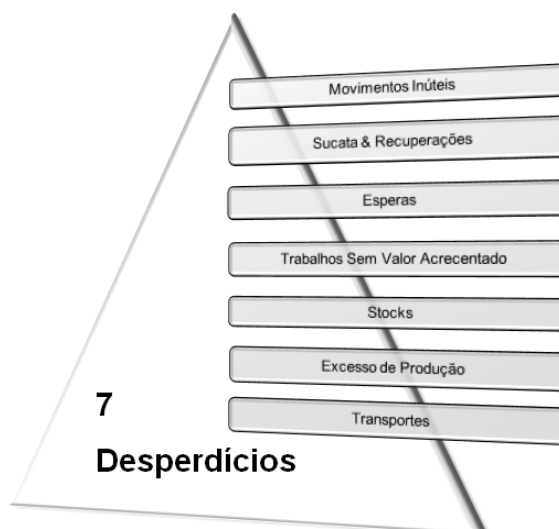 Movimentos Inúteis
Sucata & Recuperações
Esperas
Trabalhos Sem Valor Acrecentado
Stocks
Excesso de Produção
Transportes
7
Desperdícios